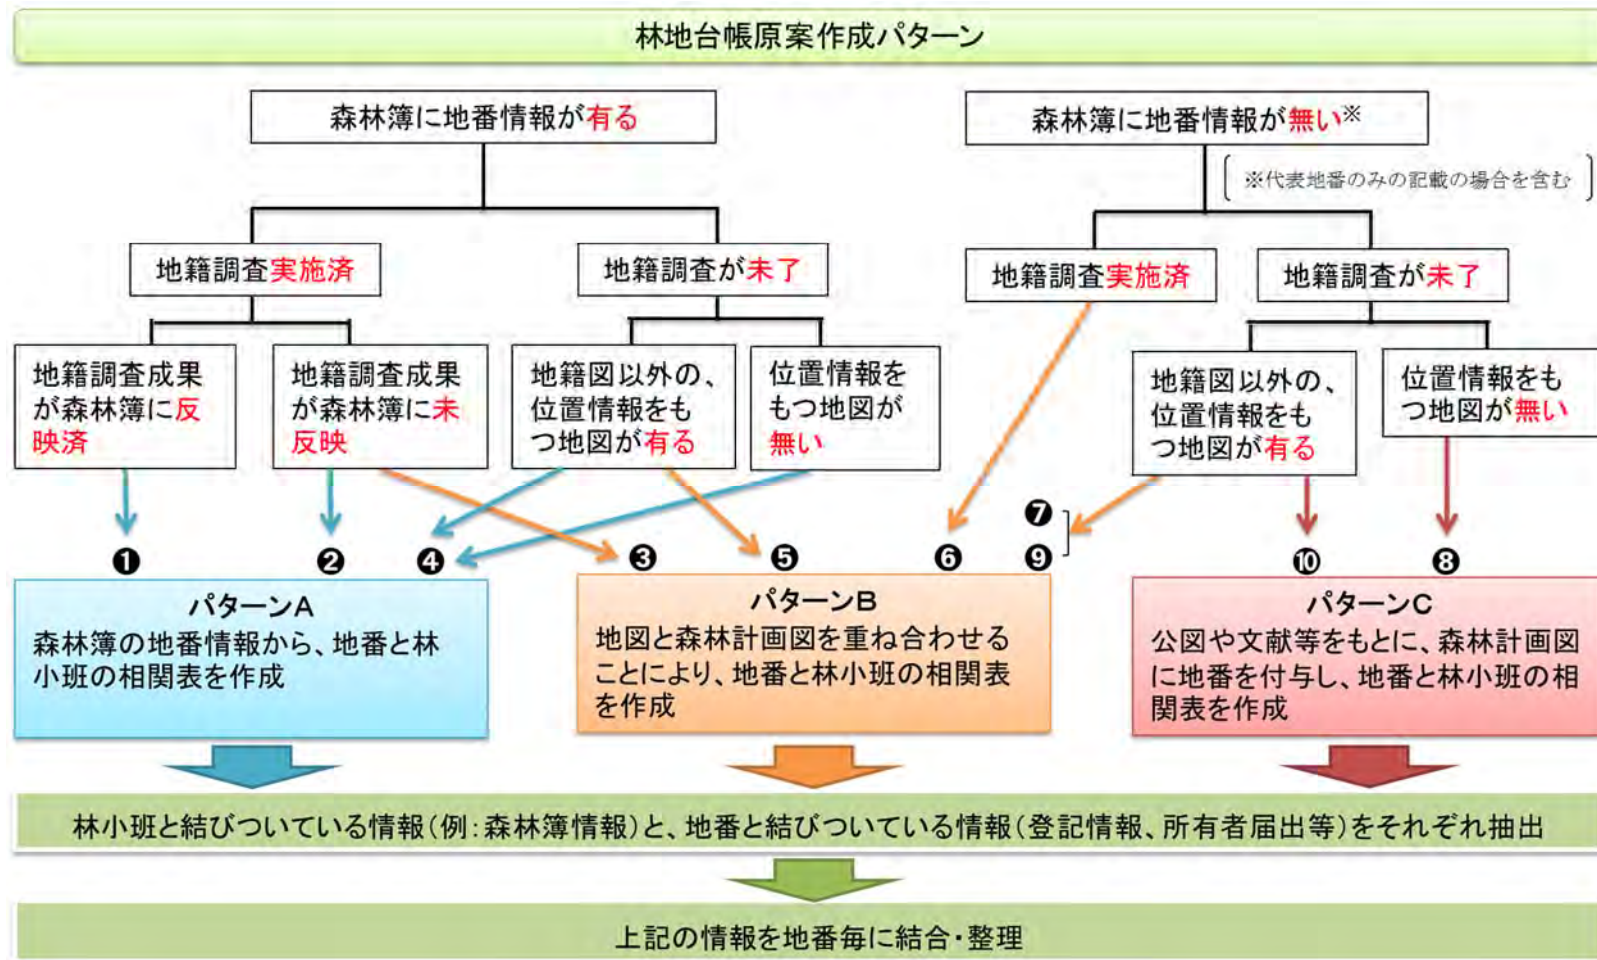 林地台帳原案作成パターン
森林簿に地番情報が有る
森林簿に地番情報が無い※
※代表地番のみの記載の場合を含む
地籍調査実施済
地籍調査が未了
地籍調査実施済
地籍調査が未了
地籍調査成果
が森林簿に反
映済
地籍調査成果
が森林簿に未
反映
地籍図以外の、
位置情報をも
つ地図が有る
位置情報を
もつ地図が
無い
地籍図以外の、
位置情報をも
つ地図が有る
位置情報をも
つ地図が無い
❶
❷
❹
❸
❺
❻
❼
❾
❿
❽
パターンA
森林簿の地番情報から、地番と林
小班の相関表を作成
パターンB
地図と森林計画図を重ね合わせる
ことにより、地番と林小班の相関表
を作成
パターンC
公図や文献等をもとに、森林計画図
に地番を付与し、地番と林小班の相
関表を作成
林小班と結びついている情報(例:森林簿情報)と、地番と結びついている情報(登記情報、所有者届出等)をそれぞれ抽出
上記の情報を地番毎に結合・整理